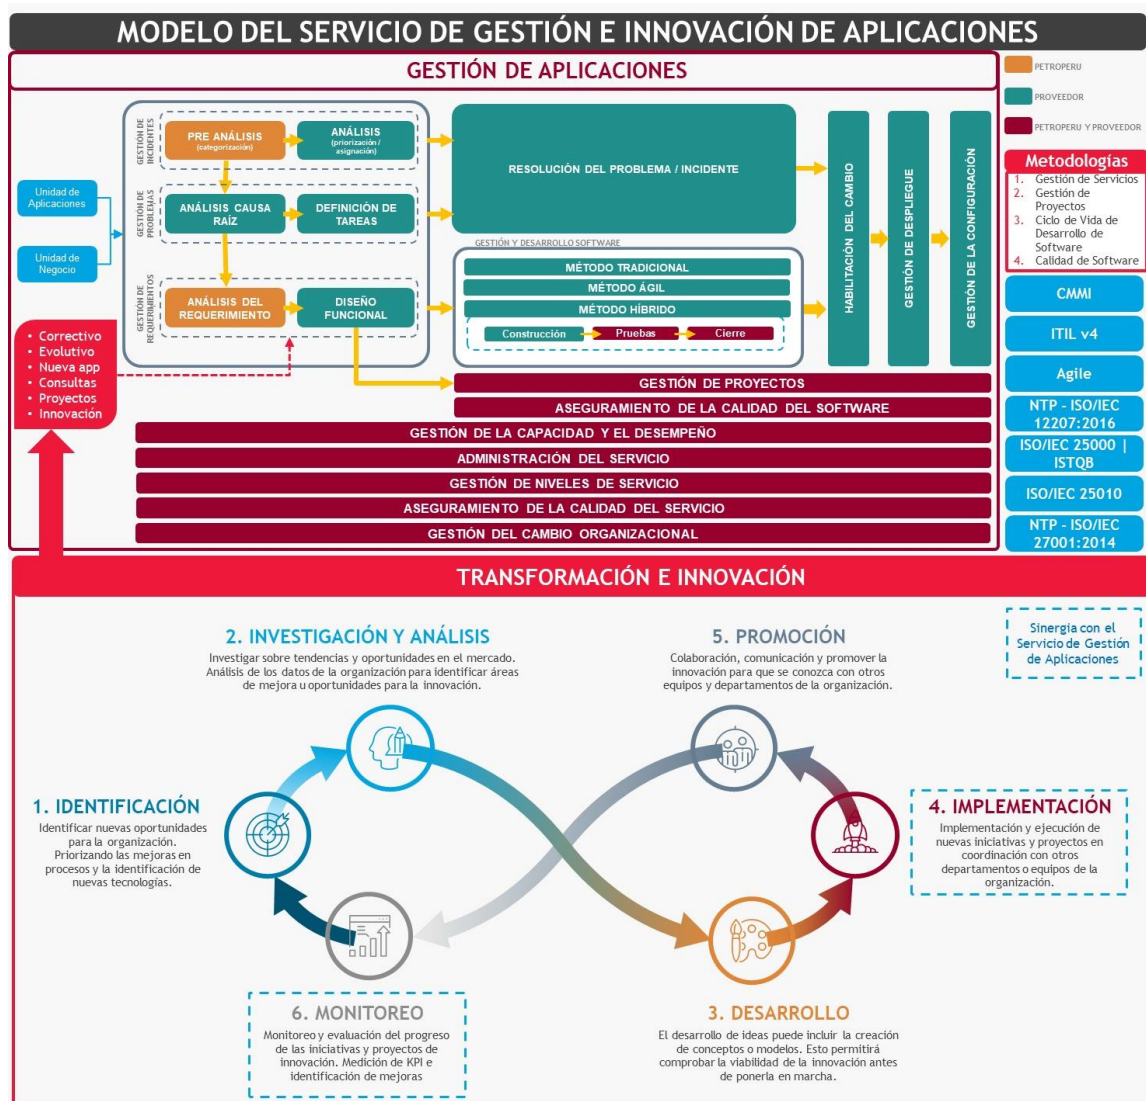 MODELO DEL SERVICIO DE GESTIÓN E INNOVACIÓN DE APLICACIONES
GESTIÓN DE APLICACIONES
PETROPERU
PROVEEDOR
PETROPERU Y PROVEEDOR
Unidad de
Aplicaciones
Unidad de
Negocio
GESTIÓN DE
INCIDENTES
PRE ANÁLISIS
(categorización)
ANÁLISIS
(priorización /
asignación)
GESTIÓN DE
PROBLEMAS
ANÁLISIS CAUSA
RAÍZ
DEFINICIÓN DE
TAREAS
GESTIÓN DE
REQUERIMIENTOS
ANÁLISIS DEL
REQUERIMIENTO
DISEÑO
FUNCIONAL
RESOLUCIÓN DEL PROBLEMA / INCIDENTE
GESTIÓN Y DESARROLLO SOFTWARE
MÉTODO TRADICIONAL
MÉTODO ÁGIL
MÉTODO HÍBRIDO
Construcción
Pruebas
Cierre
HABILITACIÓN DEL CAMBIO
GESTIÓN DE DESPLIEGUE
GESTIÓN DE LA CONFIGURACIÓN
• Correctivo
• Evolutivo
• Nueva app
• Consultas
• Proyectos
• Innovación
GESTIÓN DE PROYECTOS
ASEGURAMIENTO DE LA CALIDAD DEL SOFTWARE
GESTIÓN DE LA CAPACIDAD Y EL DESEMPEÑO
ADMINISTRACIÓN DEL SERVICIO
GESTIÓN DE NIVELES DE SERVICIO
ASEGURAMIENTO DE LA CALIDAD DEL SERVICIO
GESTIÓN DEL CAMBIO ORGANIZACIONAL
Metodologías
1. Gestión de Servicios
2. Gestión de
Proyectos
3. Ciclo de Vida de
Desarrollo de
Software
4. Calidad de Software
CMMI
ITIL v4
Agile
NTP - ISO/IEC
12207:2016
ISO/IEC 25000 |
ISTQB
ISO/IEC 25010
NTP - ISO/IEC
27001:2014
TRANSFORMACIÓN E INNOVACIÓN
Sinergia con el
Servicio de Gestión
de Aplicaciones
1. IDENTIFICACIÓN
Identificar nuevas oportunidades
para la organización.
Priorizando las mejoras en
procesos y la identificación de
nuevas tecnologías.
2. INVESTIGACIÓN Y ANÁLISIS
Investigar sobre tendencias y oportunidades en el mercado.
Análisis de los datos de la organización para identificar áreas
de mejora u oportunidades para la innovación.
3. DESARROLLO
El desarrollo de ideas puede incluir la creación
de conceptos o modelos. Esto permitirá
comprobar la viabilidad de la innovación antes
de ponerla en marcha.
4. IMPLEMENTACIÓN
Implementación y ejecución de
nuevas iniciativas y proyectos en
coordinación con otros
departamentos o equipos de la
organización.
5. PROMOCIÓN
Colaboración, comunicación y promover la
innovación para que se conozca con otros
equipos y departamentos de la organización.
6. MONITOREO
Monitoreo y evaluación del progreso
de las iniciativas y proyectos de
innovación. Medición de KPI e
identificación de mejoras